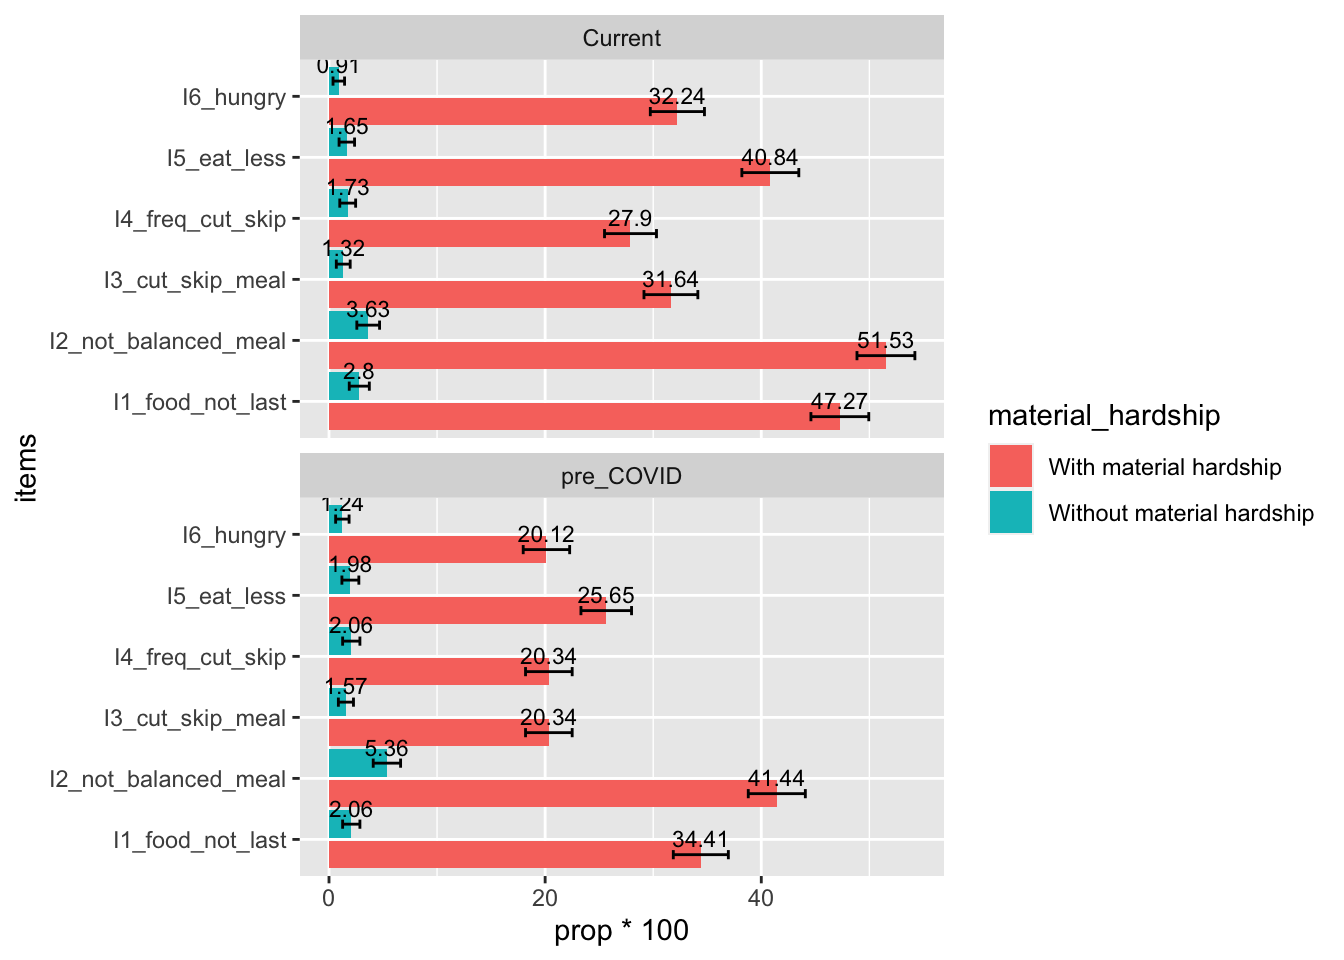 Current
0.91
I6_hungry
32.24
1.65
I5_eat_less
40.84
1.73
I4_freq_cut_skip
27.9
1.32
I3_cut_skip_meal
31.64
3.63
I2_not_balanced_meal
51.53
2.8
I1_food_not_last
47.27
items
pre_COVID
1.24
I6_hungry
20.12
1.98
I5_eat_less
25.65
2.06
I4_freq_cut_skip
20.34
1.57
I3_cut_skip_meal
20.34
5.36
I2_not_balanced_meal
41.44
2.06
I1_food_not_last
34.41
0 20 40
prop * 100
material_hardship
With material hardship
Without material hardship